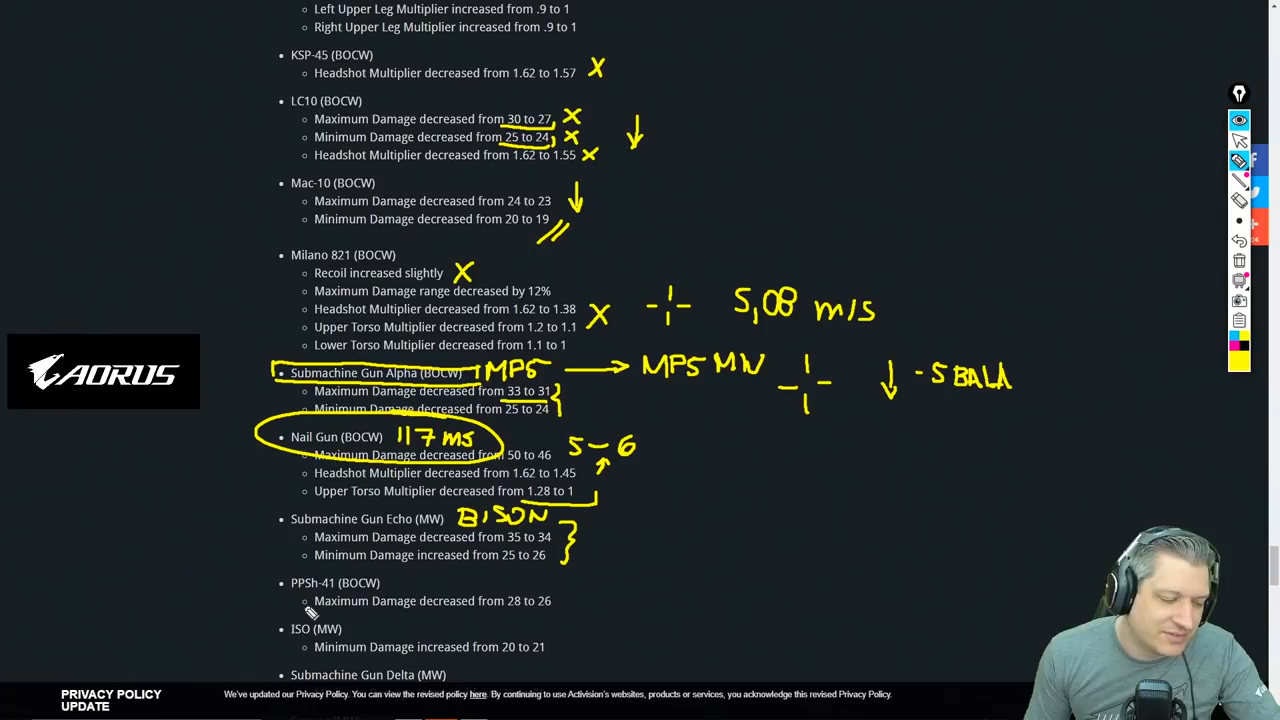 Left Upper Leg Multiplier increased from .9 to 1
Right Upper Leg Multiplier increased from .9 to 1
KSP-45 (BOCW)
Headshot Multiplier decreased from 1.62 to 1.57 X
LC10 (BOCW)
Maximum Damage decreased from 30 to 27 X
Minimum Damage decreased from 25 to 24 X
Headshot Multiplier decreased from 1.62 to 1.55 X
Mac-10 (BOCW)
Maximum Damage decreased from 24 to 23
Minimum Damage decreased from 20 to 19
Milano 821 (BOCW)
Recoil increased slightly X
Maximum Damage range decreased by 12%
Headshot Multiplier decreased from 1.62 to 1.38
Upper Torso Multiplier decreased from 1.2 to 1.1 X 5,08 m/s
Lower Torso Multiplier decreased from 1.1 to 1
Submachine Gun Alpha (BOCW) MP5 → MP5 MW ↓ -5 BALA
Maximum Damage decreased from 33 to 31
Minimum Damage decreased from 25 to 24
Nail Gun (BOCW) 117 ms 5 - 6
Maximum Damage decreased from 50 to 46
Headshot Multiplier decreased from 1.62 to 1.45
Upper Torso Multiplier decreased from 1.28 to 1
Submachine Gun Echo (MW) BISON
Maximum Damage decreased from 35 to 34
Minimum Damage increased from 25 to 26
PPSh-41 (BOCW)
Maximum Damage decreased from 28 to 26
ISO (MW)
Minimum Damage increased from 20 to 21
Submachine Gun Delta (MW)
AORUS
PRIVACY POLICY
UPDATE
We've updated our Privacy Policy. You can view the revised policy here. By continuing to use Activision's websites, products or services, you acknowledge this revised Privacy Policy.